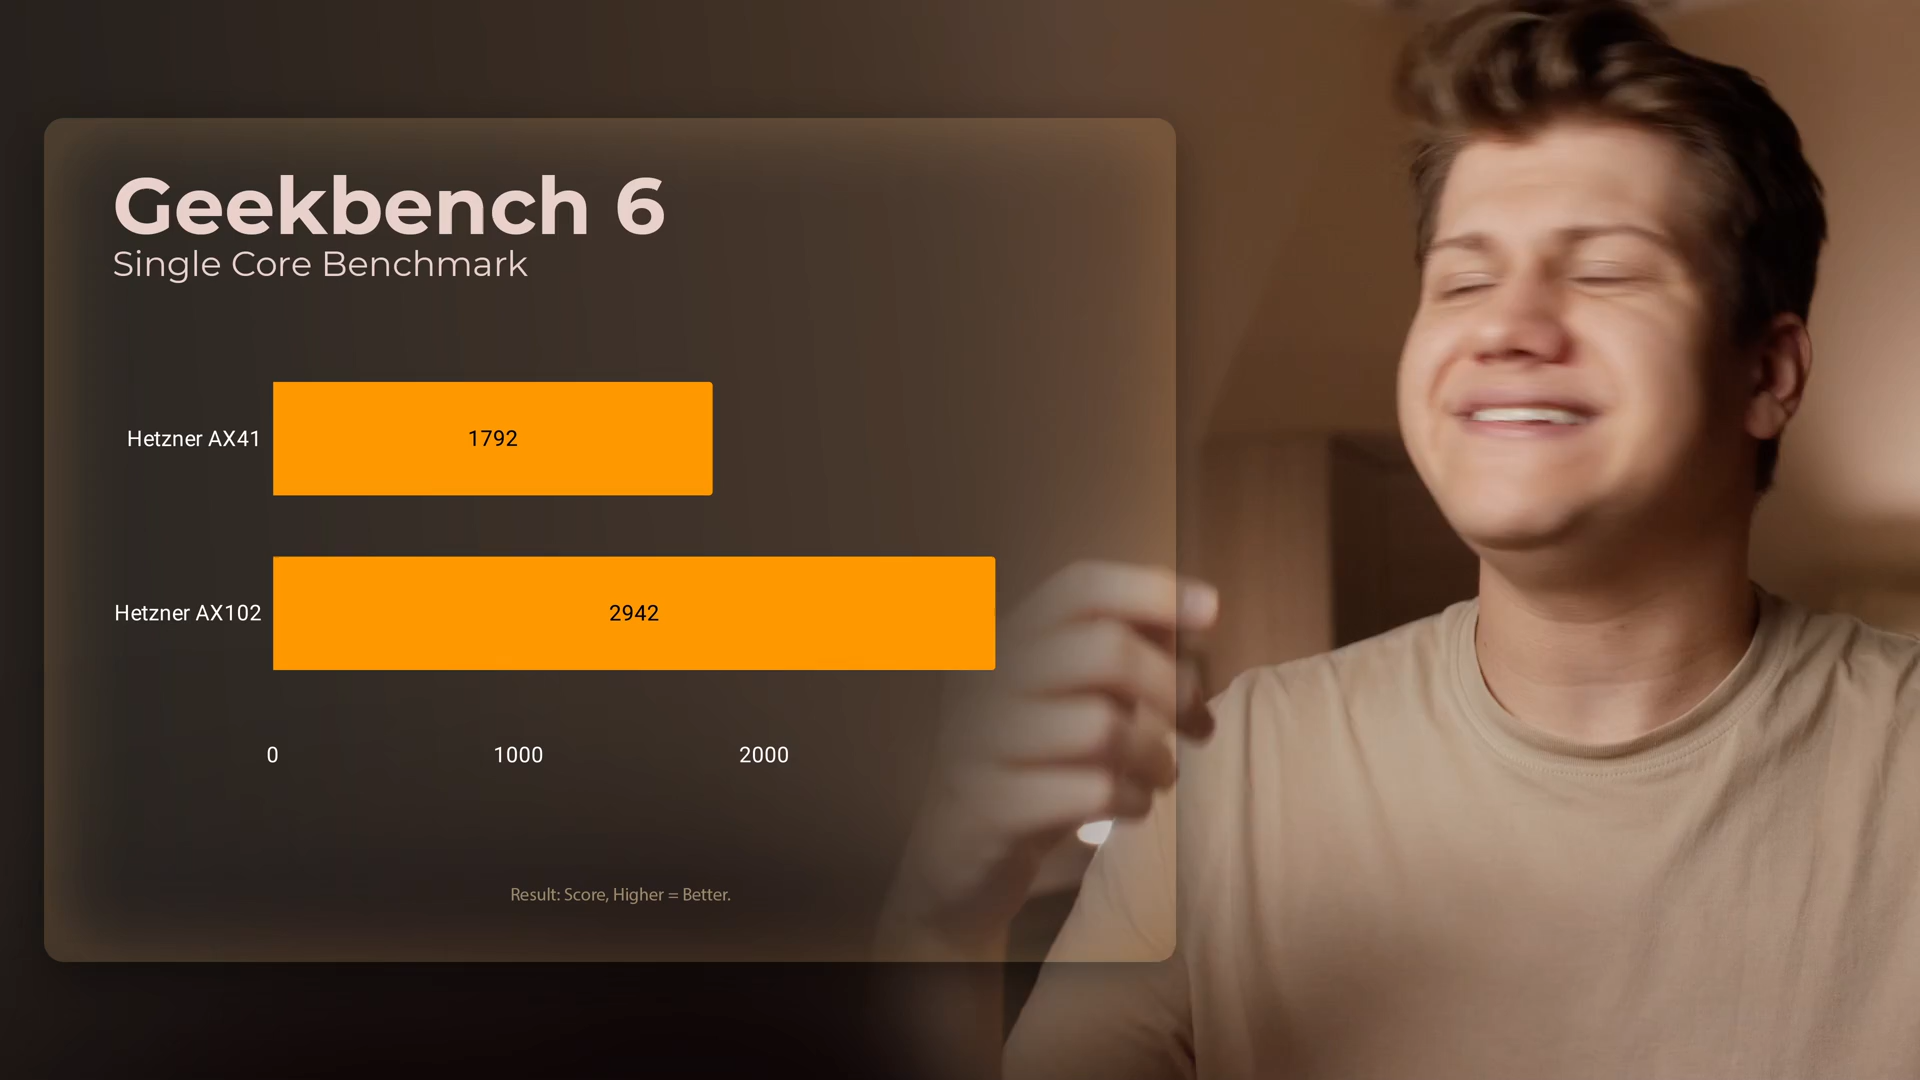 Geekbench 6
Single Core Benchmark
Hetzner AX41
1792
Hetzner AX102
2942
0 1000 2000
Result: Score, Higher = Better.